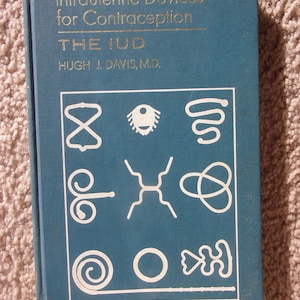 Intrauterine Devices
for Contraception
THE IUD
HUGH J. DAVIS, M.D.